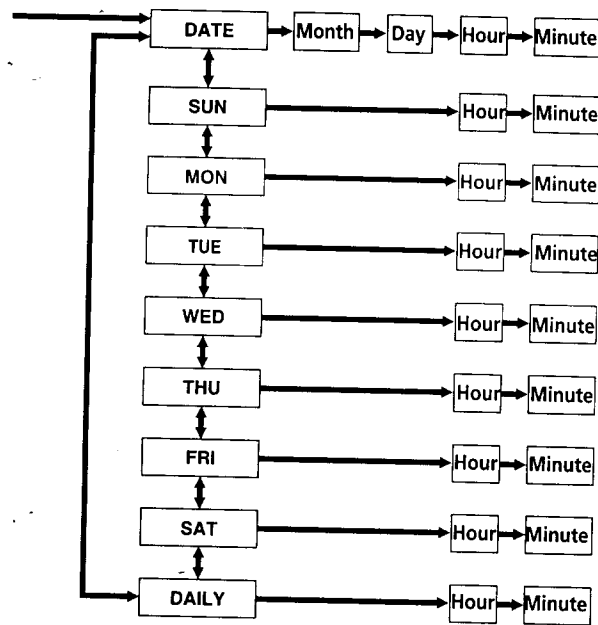 DATE Month Day Hour Minute
SUN Hour Minute
MON Hour Minute
TUE Hour Minute
WED Hour Minute
THU Hour Minute
FRI Hour Minute
SAT Hour Minute
DAILY Hour Minute